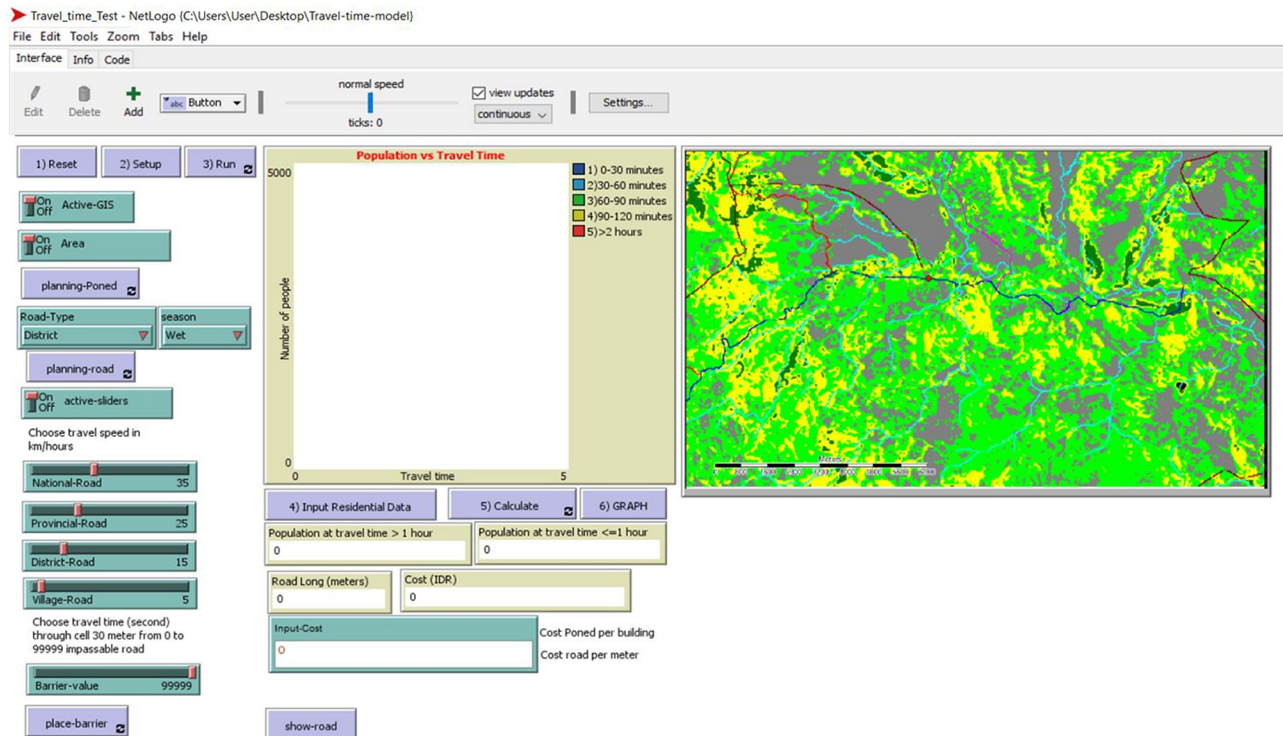 Travel_time_Test - NetLogo {C:\Users\User\Desktop\Travel-time-model}
File Edit Tools Zoom Tabs Help
Interface Info Code
Edit Delete Add abc Button
normal speed
ticks: 0
view updates
continuous
Settings...
1) Reset 2) Setup 3) Run
On
Off Active-GIS
On
Off Area
planning-Poned
Road-Type season
District Wet
planning-road
On
Off active-sliders
Choose travel speed in
km/hours
National-Road 35
Provincial-Road 25
District-Road 15
Village-Road 5
Choose travel time (second)
through cell 30 meter from 0 to
99999 impassable road
Barrier-value 99999
place-barrier
Population vs Travel Time
5000
Number of people
0
0 Travel time 5
1) 0-30 minutes
2)30-60 minutes
3)60-90 minutes
4)90-120 minutes
5)>2 hours
4) Input Residential Data 5) Calculate 6) GRAPH
Population at travel time > 1 hour
0
Population at travel time <=1 hour
0
Road Long (meters)
0
Cost (IDR)
0
Input-Cost
0
Cost Poned per building
Cost road per meter
show-road